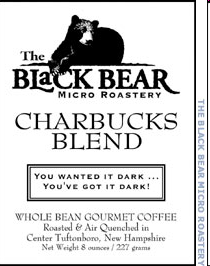 The
BLaCK BEAR
MICRO ROASTERY
CHARBUCKS
BLEND
YOU WANTED IT DARK ...
YOU'VE GOT IT DARK!
WHOLE BEAN GOURMET COFFEE
Roasted & Air Quenched in
Center Tuftonboro, New Hampshire
Net Weight 8 ounces / 227 grams
THE BLACK BEAR MICRO ROASTERY